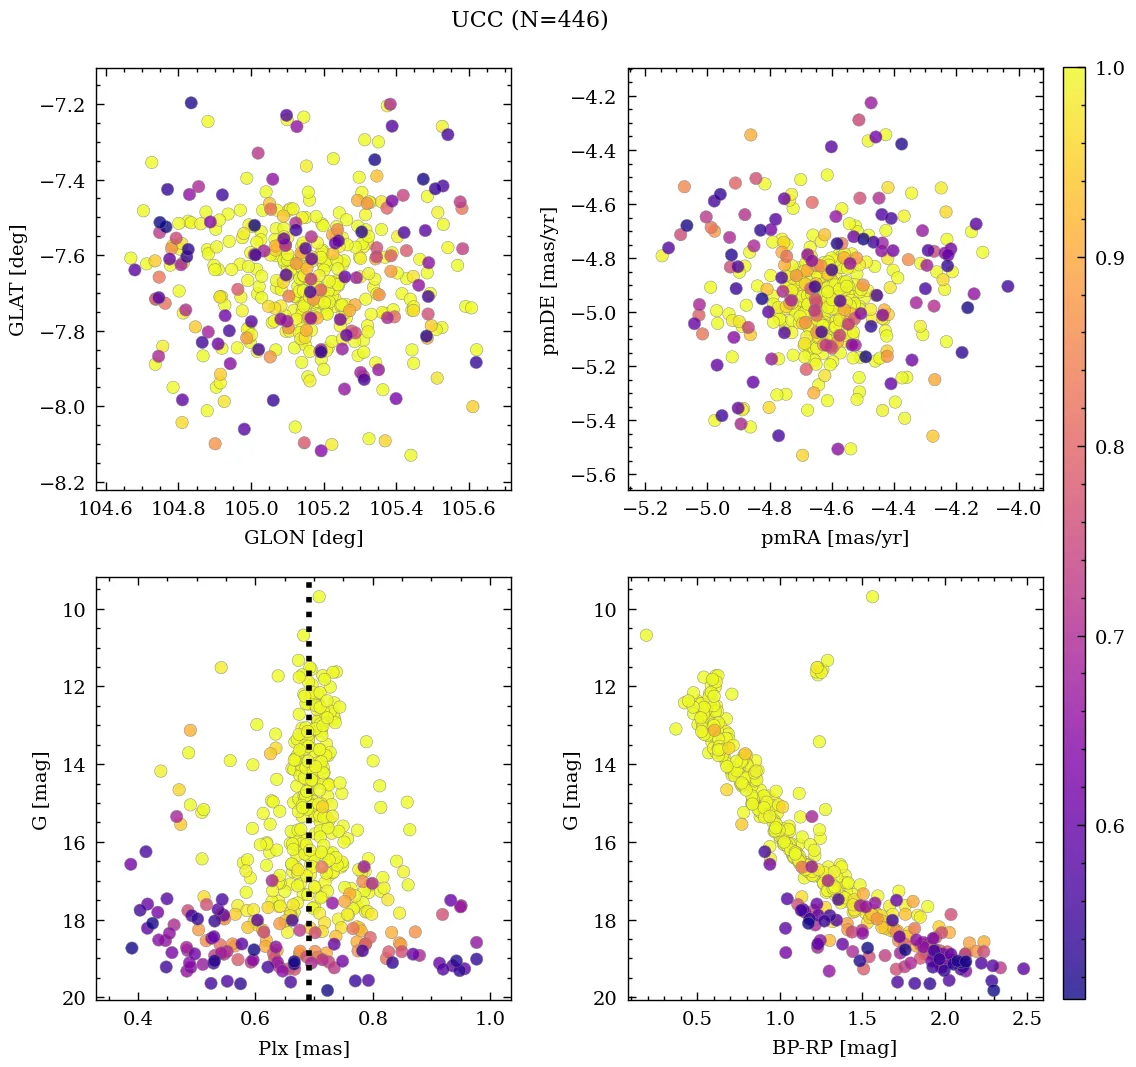 UCC (N=446)
−7.2
−7.4
−7.6
−7.8
−8.0
−8.2
GLAT [deg]
104.6 104.8 105.0 105.2 105.4 105.6
GLON [deg]
−4.2
−4.4
−4.6
−4.8
−5.0
−5.2
−5.4
−5.6
pmDE [mas/yr]
−5.2 −5.0 −4.8 −4.6 −4.4 −4.2 −4.0
pmRA [mas/yr]
1.0
0.9
0.8
0.7
0.6
10
12
14
16
18
20
G [mag]
0.4 0.6 0.8 1.0
Plx [mas]
10
12
14
16
18
20
G [mag]
0.5 1.0 1.5 2.0 2.5
BP-RP [mag]